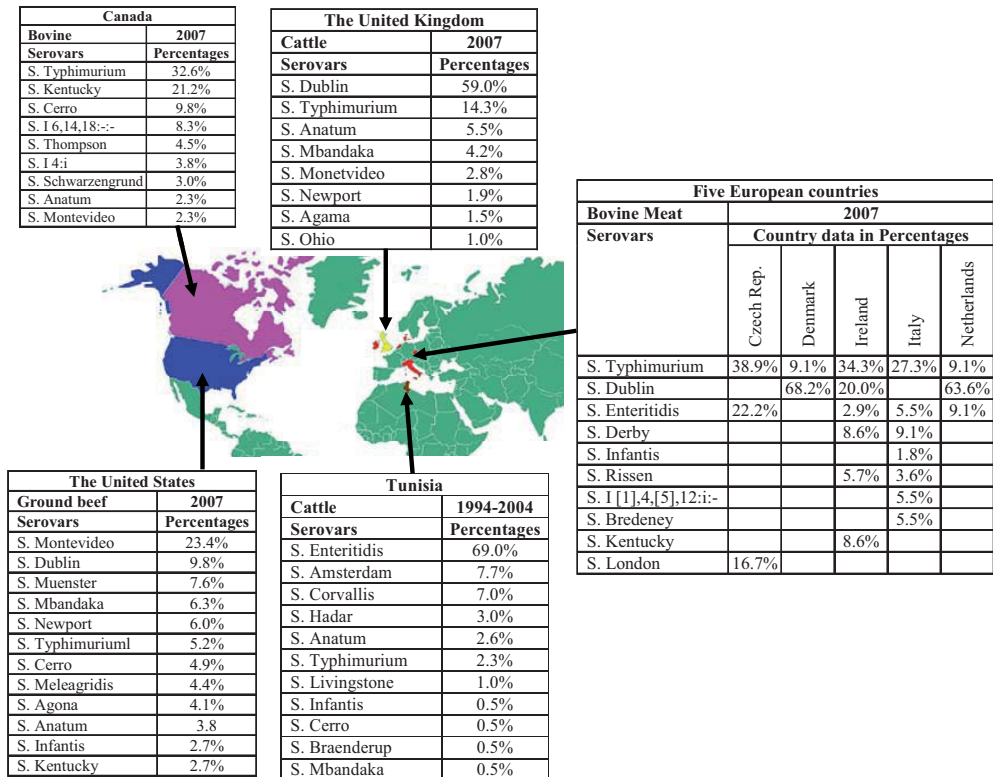 Canada
Bovine 2007
Serovars Percentages
S. Typhimurium 32.6%
S. Kentucky 21.2%
S. Cerro 9.8%
S. I 6,14,18:-:- 8.3%
S. Thompson 4.5%
S. I 4:i 3.8%
S. Schwarzengrund 3.0%
S. Anatum 2.3%
S. Montevideo 2.3%
The United Kingdom
Cattle 2007
Serovars Percentages
S. Dublin 59.0%
S. Typhimurium 14.3%
S. Anatum 5.5%
S. Mbandaka 4.2%
S. Monetvideo 2.8%
S. Newport 1.9%
S. Agama 1.5%
S. Ohio 1.0%
Five European countries
Bovine Meat 2007
Serovars Country data in Percentages
Czech Rep. Denmark Ireland Italy Netherlands
S. Typhimurium 38.9% 9.1% 34.3% 27.3% 9.1%
S. Dublin 68.2% 20.0% 63.6%
S. Enteritidis 22.2% 2.9% 5.5% 9.1%
S. Derby 8.6% 9.1%
S. Infantis 1.8%
S. Rissen 5.7% 3.6%
S. I [1],4,[5],12:i:- 5.5%
S. Bredeney 5.5%
S. Kentucky 8.6%
S. London 16.7%
The United States
Ground beef 2007
Serovars Percentages
S. Montevideo 23.4%
S. Dublin 9.8%
S. Muenster 7.6%
S. Mbandaka 6.3%
S. Newport 6.0%
S. Typhimuriuml 5.2%
S. Cerro 4.9%
S. Meleagridis 4.4%
S. Agona 4.1%
S. Anatum 3.8
S. Infantis 2.7%
S. Kentucky 2.7%
Tunisia
Cattle 1994-2004
Serovars Percentages
S. Enteritidis 69.0%
S. Amsterdam 7.7%
S. Corvallis 7.0%
S. Hadar 3.0%
S. Anatum 2.6%
S. Typhimurium 2.3%
S. Livingstone 1.0%
S. Infantis 0.5%
S. Cerro 0.5%
S. Braenderup 0.5%
S. Mbandaka 0.5%